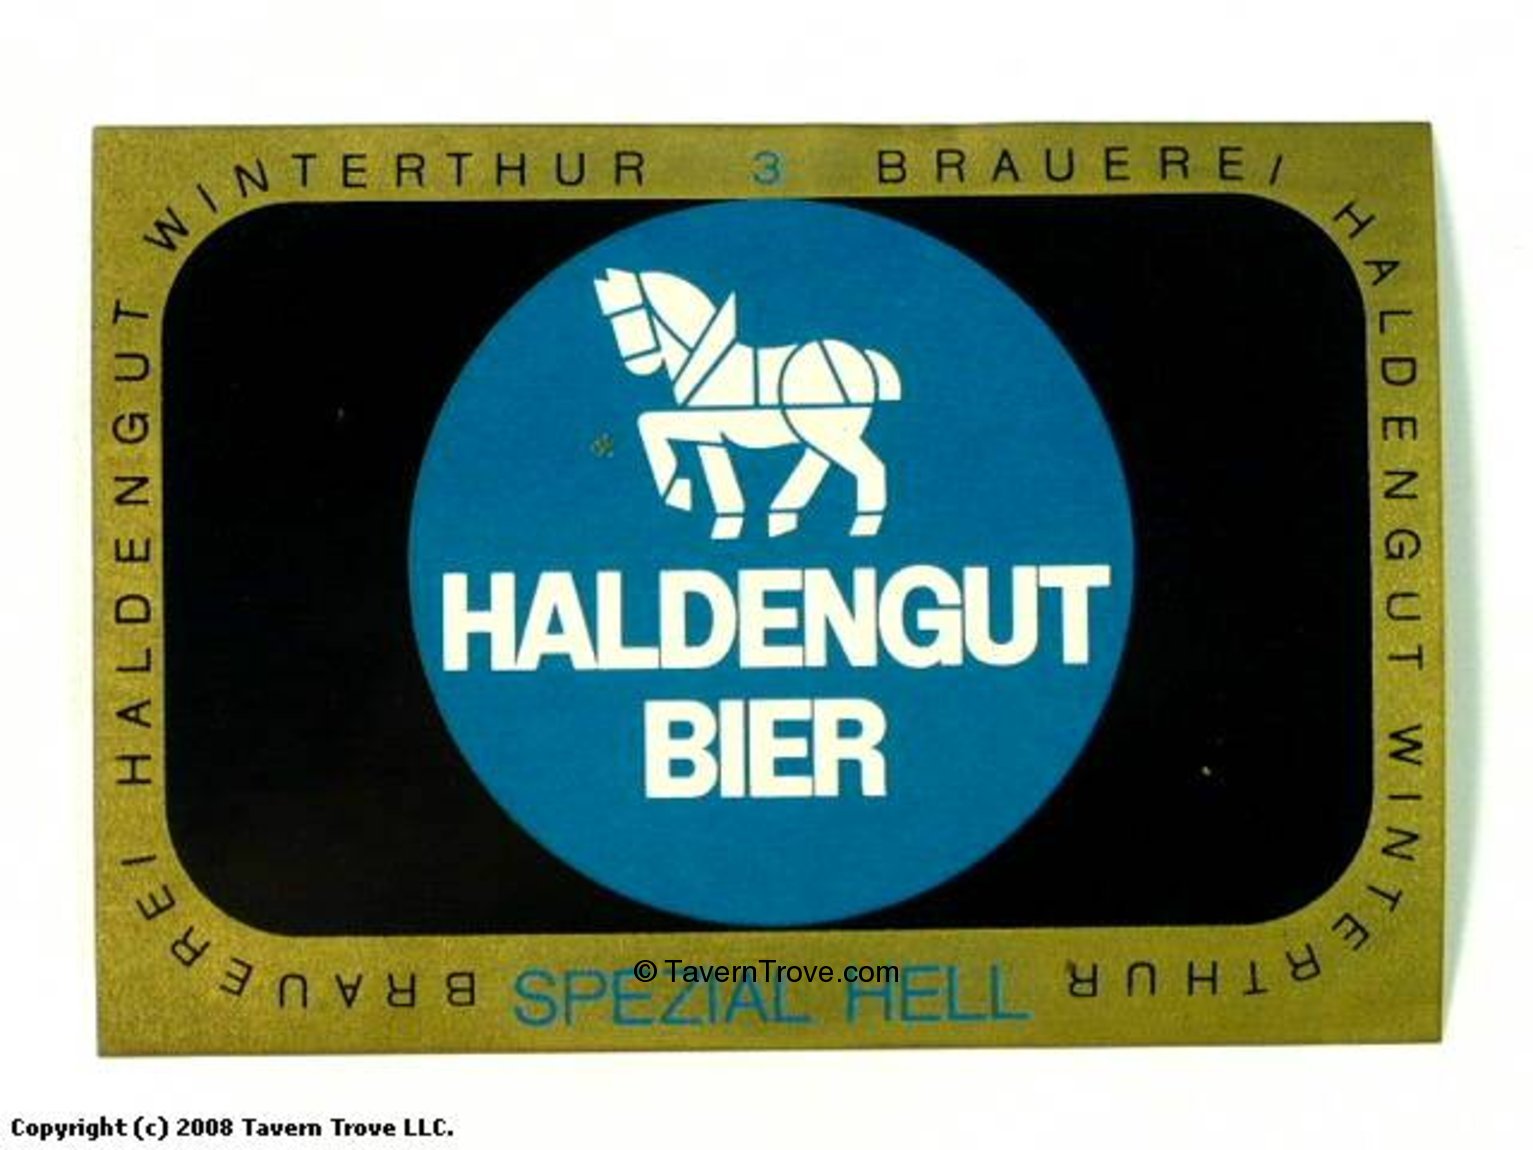 BRAUEREI HALDENGUT WINTERTHUR 3 BRAUEREI HALDENGUT WINTERTHUR
HALDENGUT
BIER
© TavernTrove.com
SPEZIAL HELL
Copyright (c) 2008 Tavern Trove LLC.